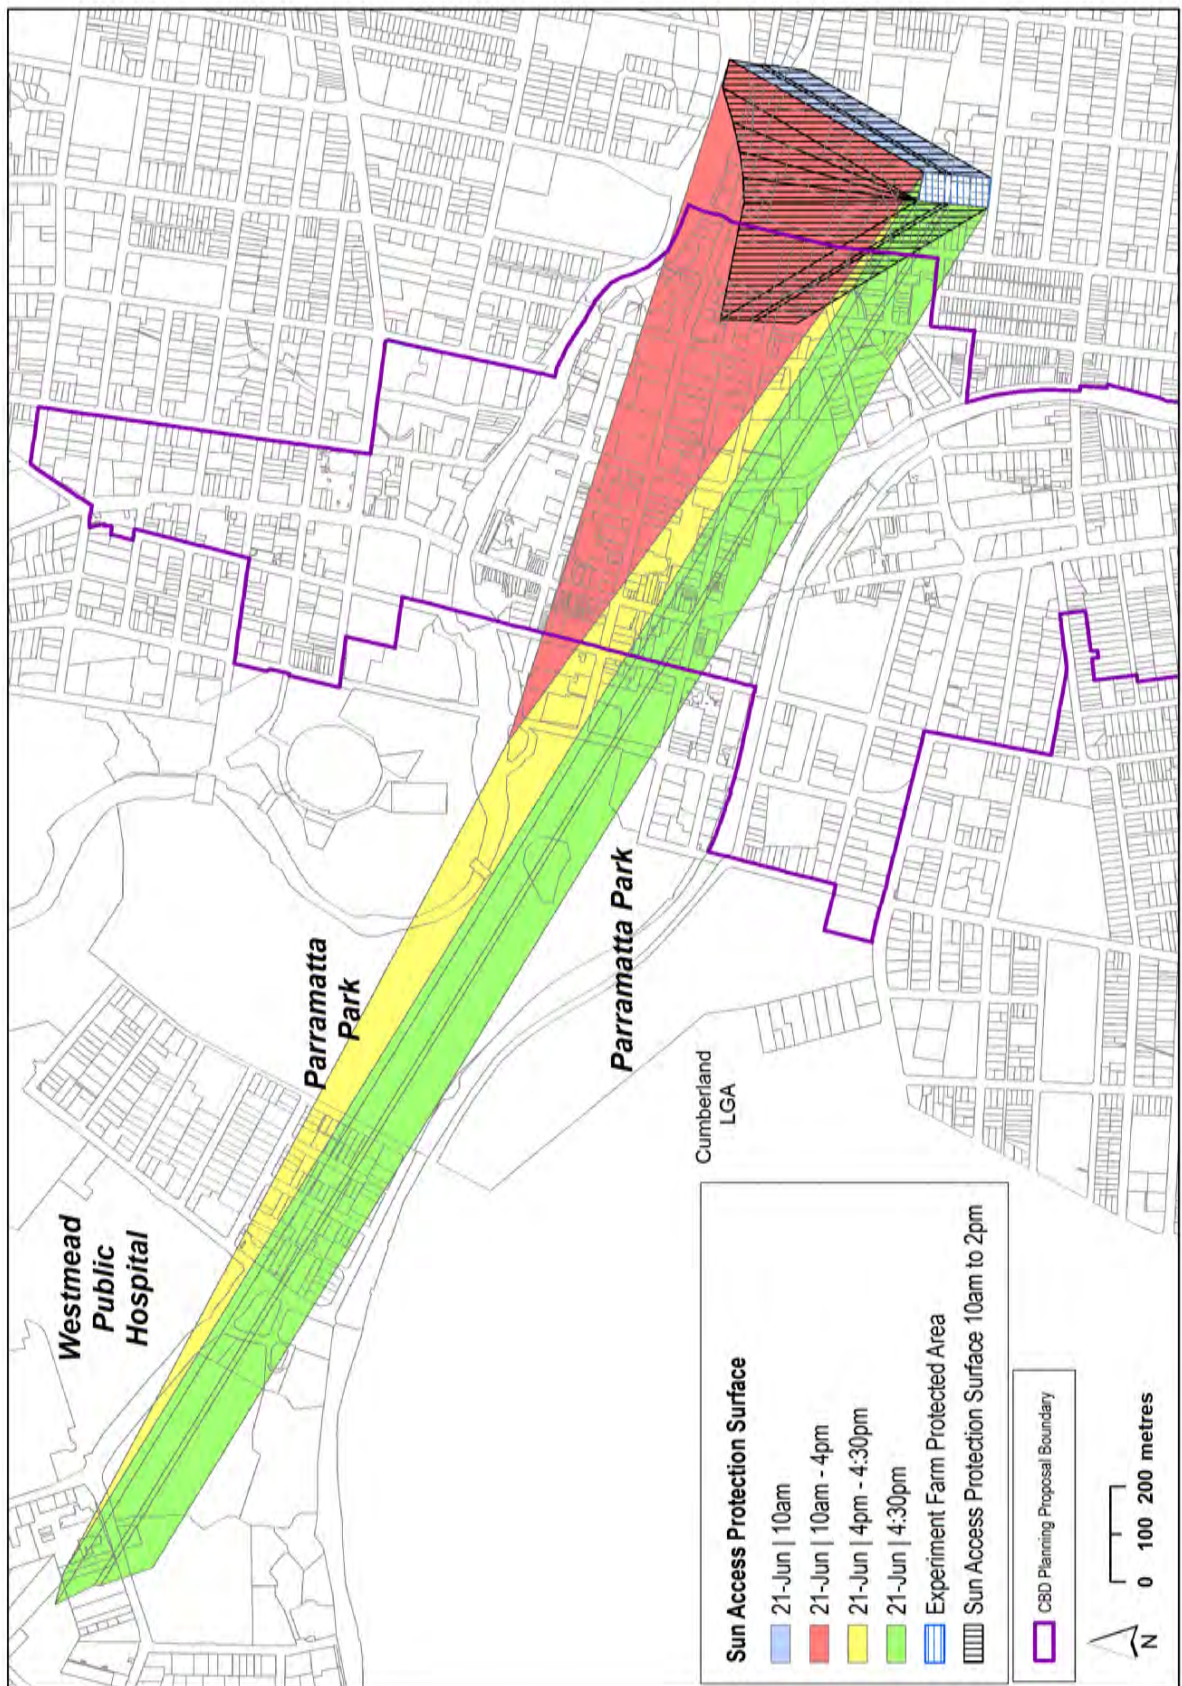 Westmead
Public
Hospital
Parramatta
Park
Parramatta Park
Cumberland
LGA
Sun Access Protection Surface
21-Jun | 10am
21-Jun | 10am - 4pm
21-Jun | 4pm - 4:30pm
21-Jun | 4:30pm
Experiment Farm Protected Area
Sun Access Protection Surface 10am to 2pm
CBD Planning Proposal Boundary
N
0 100 200 metres